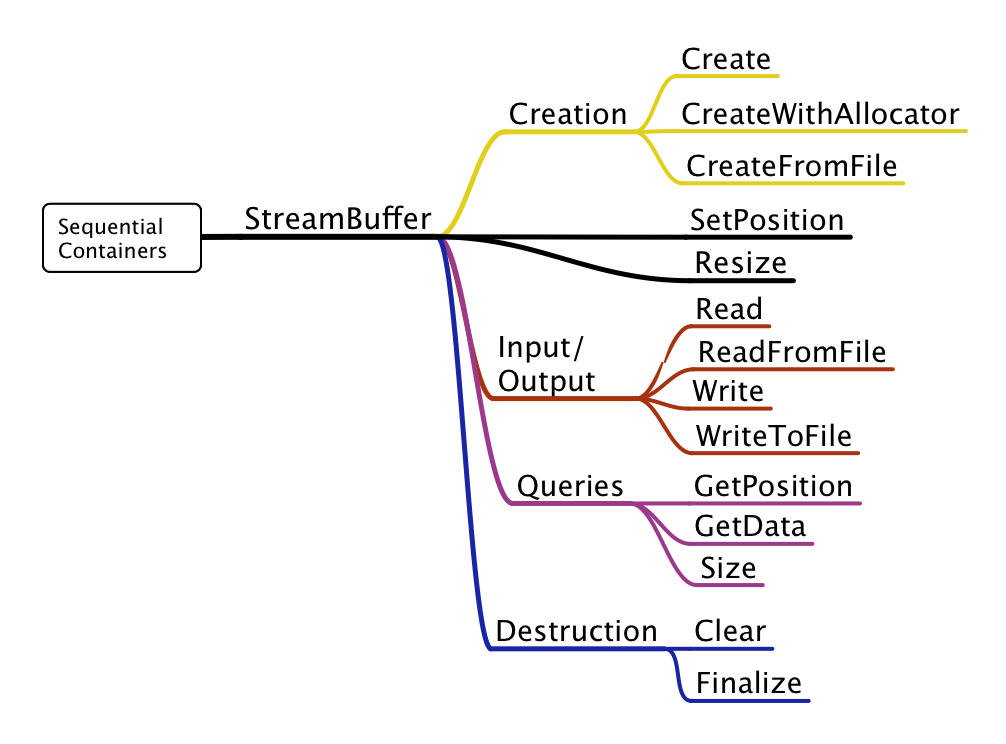 Sequential
Containers
StreamBuffer
Creation
Create
CreateWithAllocator
CreateFromFile
SetPosition
Resize
Input/
Output
Read
ReadFromFile
Write
WriteToFile
Queries
GetPosition
GetData
Size
Destruction
Clear
Finalize